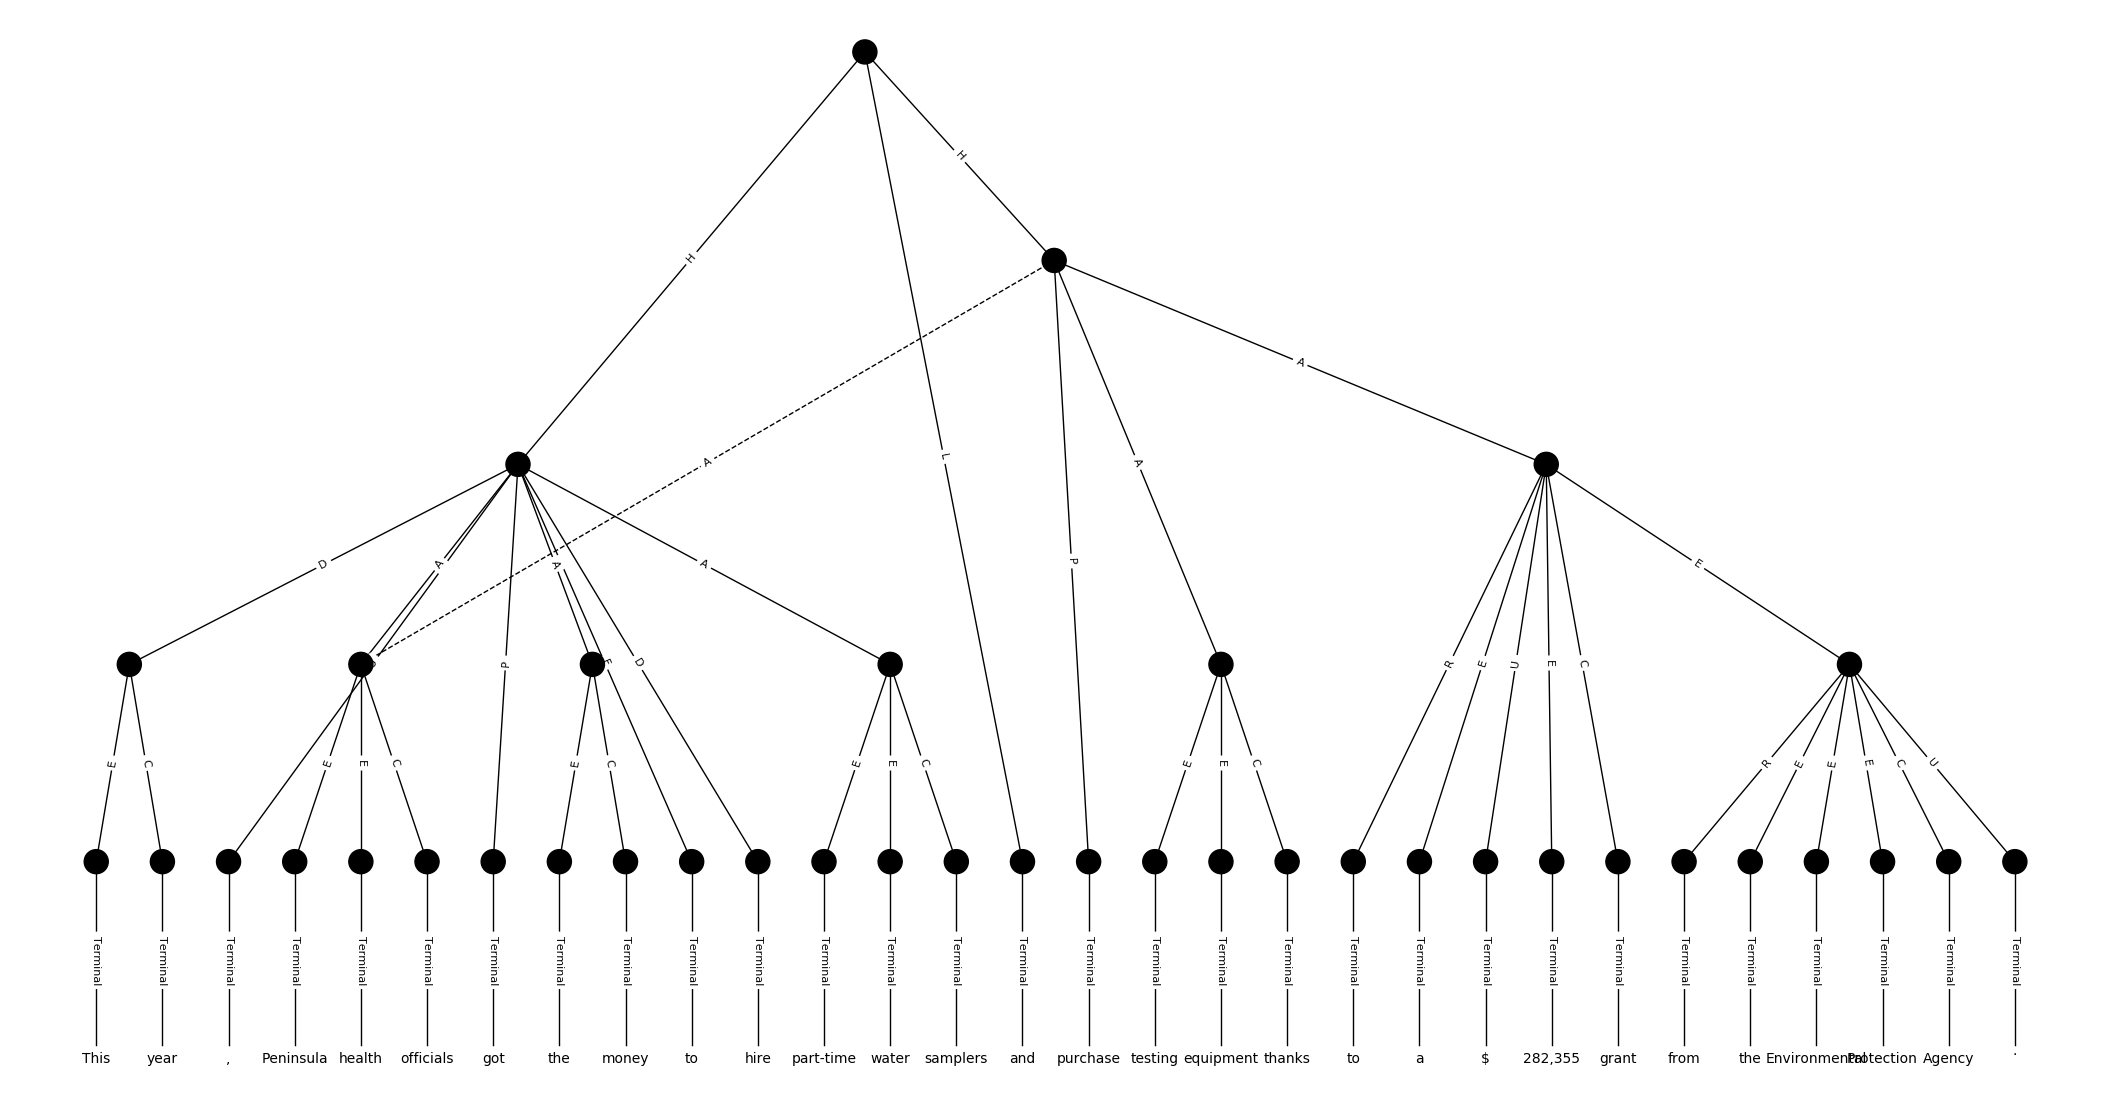 H
H
L
A
A
D
A
A
A
P
A
P
F
D
R
E
U
E
C
E
E
C
E
E
C
E
C
E
E
C
E
E
C
R
E
E
E
C
U
Terminal Terminal Terminal Terminal Terminal Terminal Terminal Terminal Terminal Terminal Terminal Terminal Terminal Terminal Terminal Terminal Terminal Terminal Terminal Terminal Terminal Terminal Terminal Terminal Terminal Terminal Terminal Terminal Terminal Terminal
This year , Peninsula health officials got the money to hire part-time water samplers and purchase testing equipment thanks to a $ 282,355 grant from the Environmental Protection Agency .